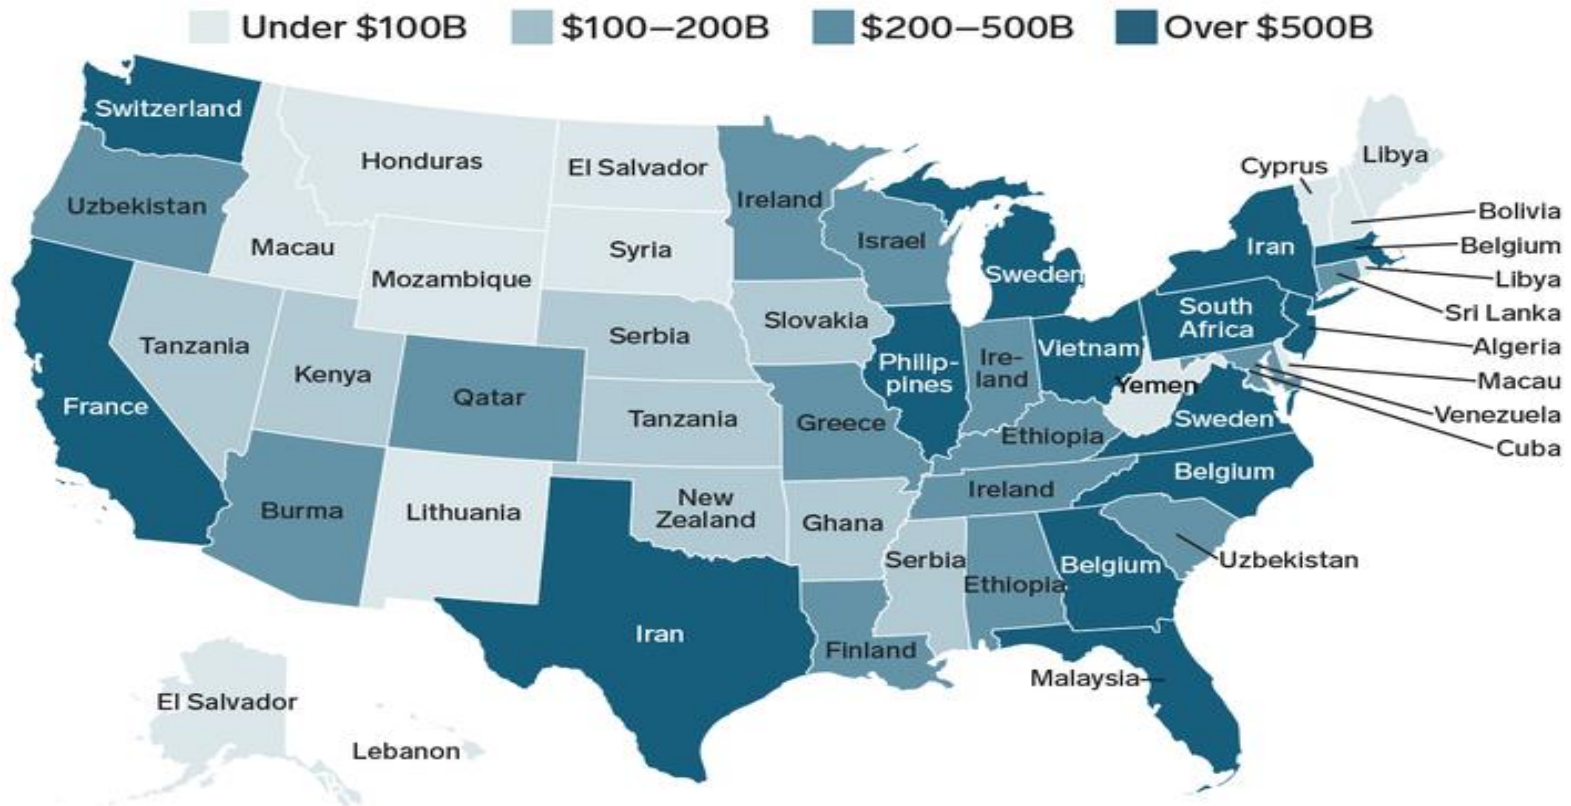 Under $100B
$100–200B
$200–500B
Over $500B
Switzerland
Honduras
El Salvador
Ireland
Cyprus
Libya
Uzbekistan
Macau
Mozambique
Syria
Israel
Sweden
Iran
Bolivia
Belgium
Libya
Sri Lanka
Algeria
Macau
Venezuela
Cuba
Tanzania
Kenya
Qatar
Serbia
Slovakia
Philip-
pines
Ire-
land
Vietnam
South
Africa
Yemen
Sweden
France
Tanzania
Greece
Ethiopia
Belgium
Burma
Lithuania
New
Zealand
Ghana
Ireland
Serbia
Ethiopia
Belgium
Uzbekistan
Iran
Finland
Malaysia
El Salvador
Lebanon